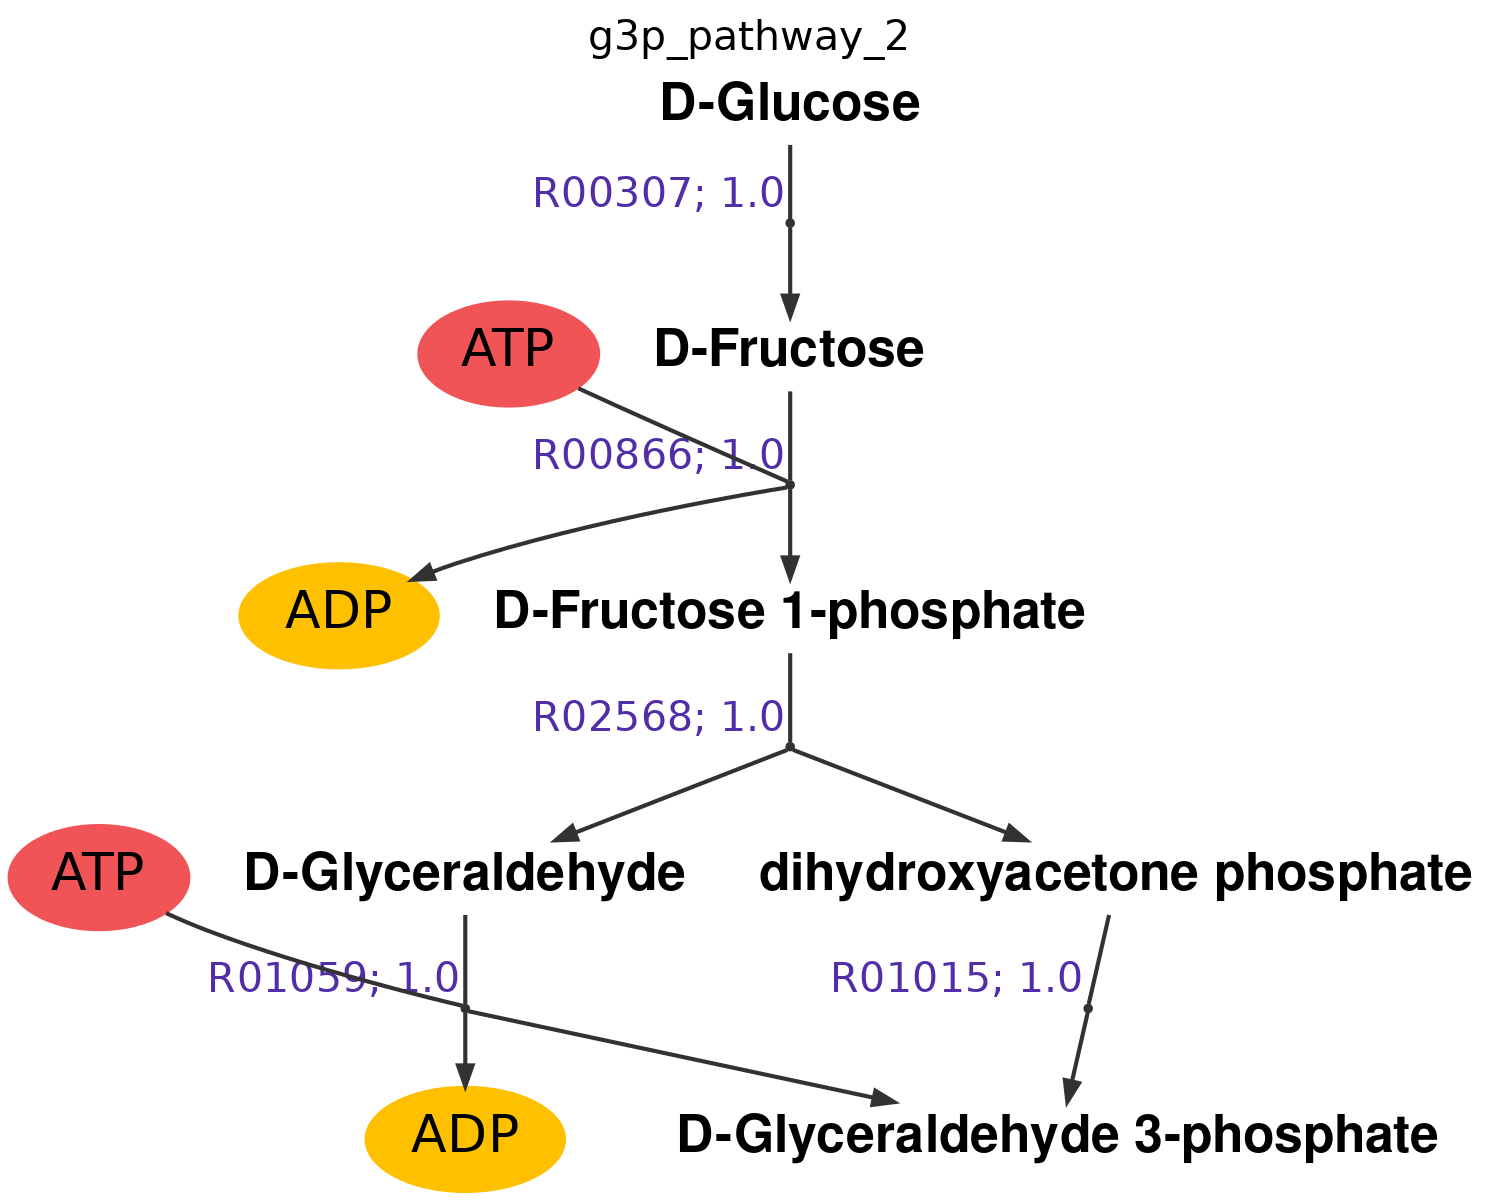 g3p_pathway_2
D-Glucose
R00307; 1.0
ATP
D-Fructose
R00866; 1.0
ADP
D-Fructose 1-phosphate
R02568; 1.0
ATP
D-Glyceraldehyde
dihydroxyacetone phosphate
R01059; 1.0
R01015; 1.0
ADP
D-Glyceraldehyde 3-phosphate